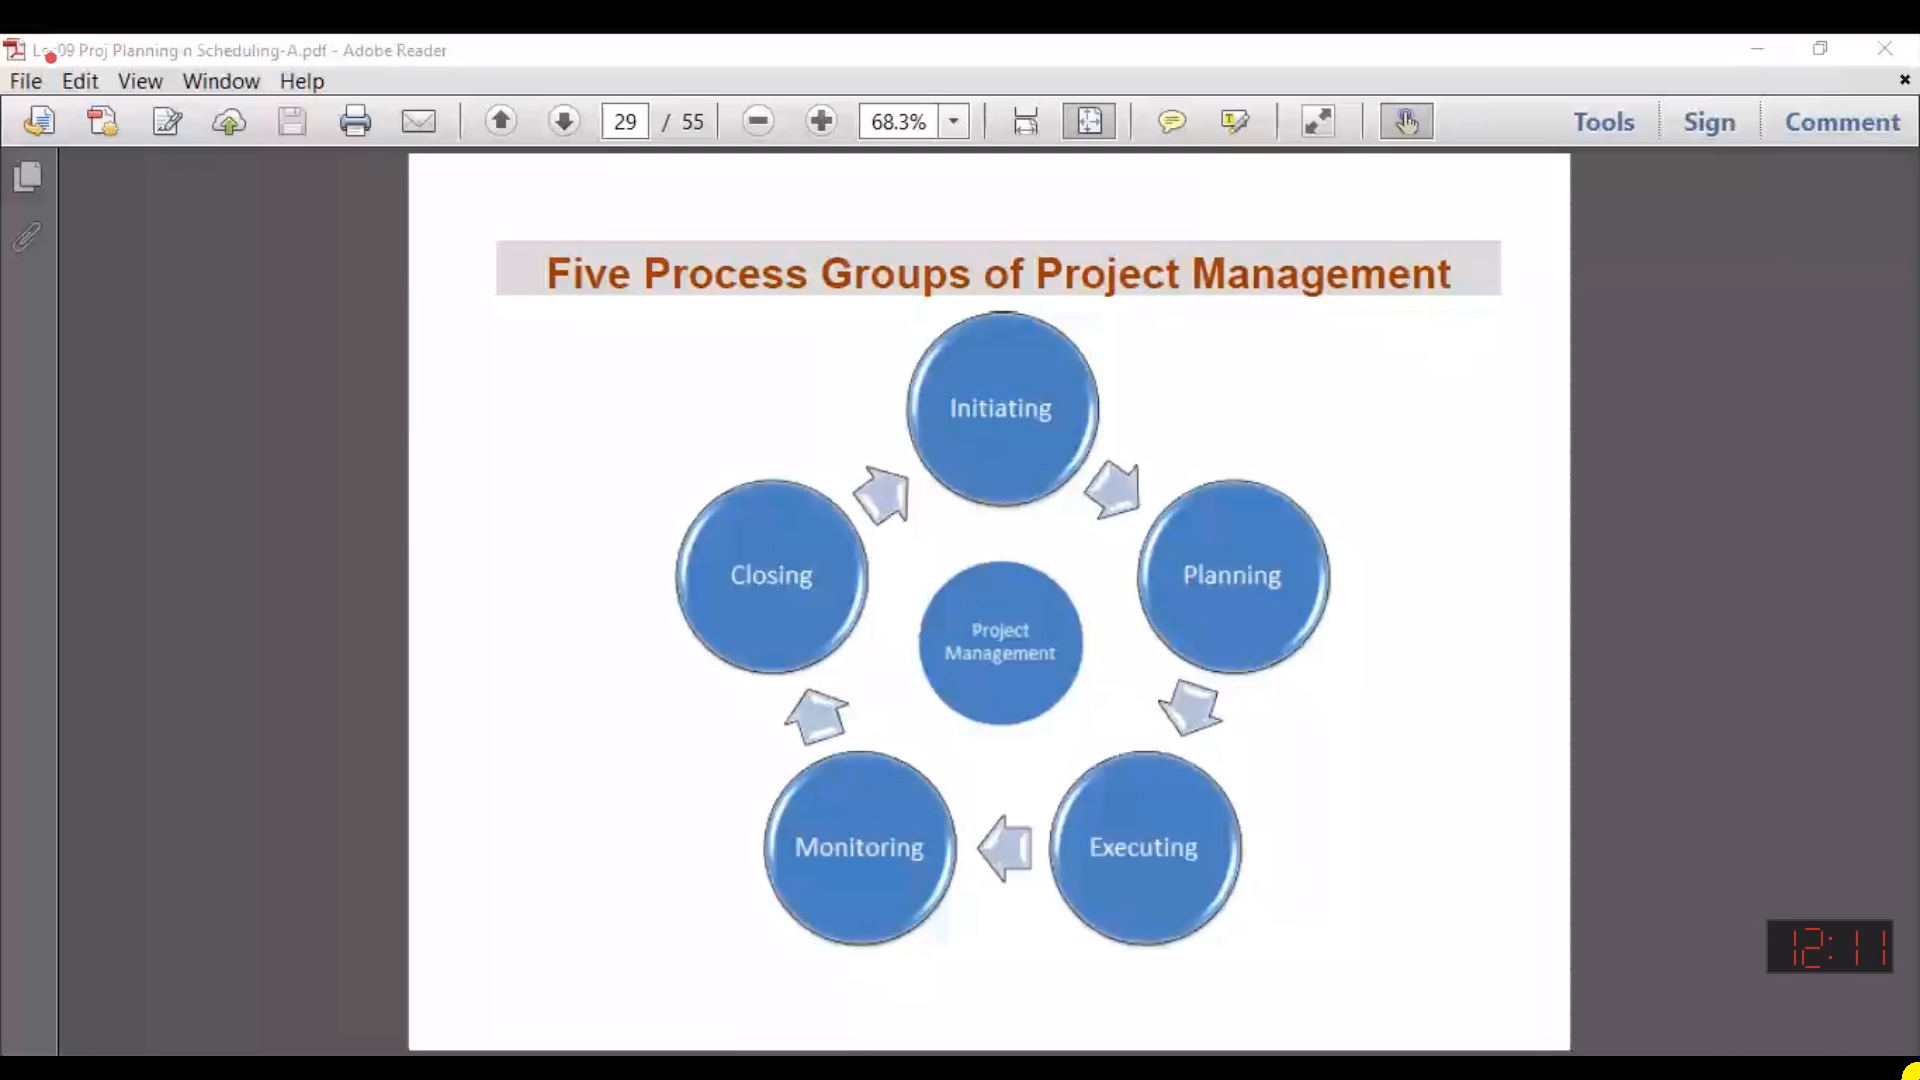 09 Proj Planning n Scheduling-A.pdf - Adobe Reader
File Edit View Window Help
29 / 55 68.3% Tools Sign Comment
Five Process Groups of Project Management
Initiating
Closing
Planning
Project
Management
Monitoring
Executing
12:11